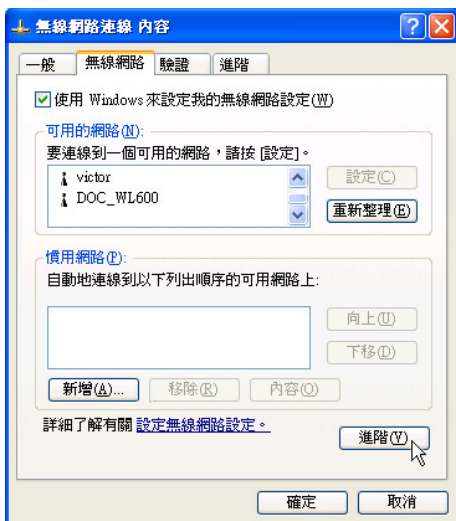 無線網路連線 內容
一般 無線網路 驗證 進階
使用 Windows 來設定我的無線網路設定(W)
可用的網路(N):
要連線到一個可用的網路，請按 [設定]。
victor
DOC_WL600
設定(C)
重新整理(E)
慣用網路(P):
自動地連線到以下列出順序的可用網路上:
向上(U)
下移(D)
新增(A)... 移除(R) 內容(O)
詳細了解有關 設定無線網路設定。
進階(V)
確定 取消